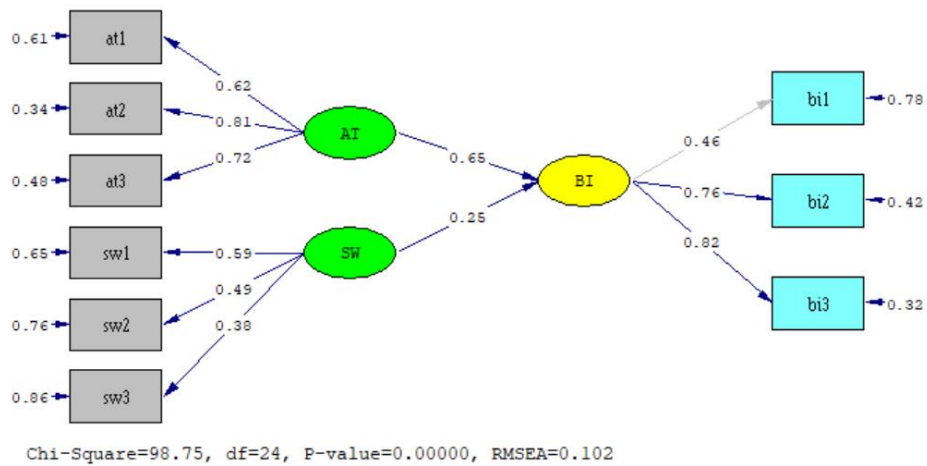 0.61
at1
0.62
0.34
at2
0.81
AT
0.48
at3
0.72
0.65
sw1
0.59
SW
0.76
sw2
0.49
0.86
sw3
0.38
0.65
0.25
BI
0.46
bi1
0.78
0.76
bi2
0.42
0.82
bi3
0.32
Chi-Square=98.75, df=24, P-value=0.00000, RMSEA=0.102